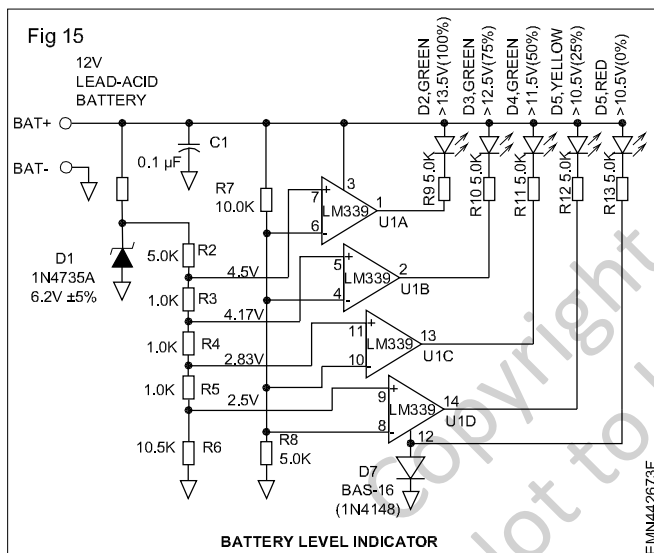 Fig 15
12V
LEAD-ACID
BATTERY
BAT+
BAT-
C1
0.1 µF
D1
1N4735A
6.2V ±5%
5.0K R2
1.0K R3
1.0K R4
1.0K R5
10.5K R6
R7
10.0K
R8
5.0K
4.5V
4.17V
2.83V
2.5V
7 + 3
LM339 1
6 - U1A
5 +
LM339 2
4 - U1B
11 +
LM339 13
10 - U1C
9 +
LM339 14
8 - U1D
12
D7
BAS-16
(1N4148)
D2,GREEN
>13.5V(100%)
D3,GREEN
>12.5V(75%)
D4,GREEN
>11.5V(50%)
D5,YELLOW
>10.5V(25%)
D5,RED
>10.5V(0%)
R9 5.0K
R10 5.0K
R11 5.0K
R12 5.0K
R13 5.0K
BATTERY LEVEL INDICATOR
Copyright